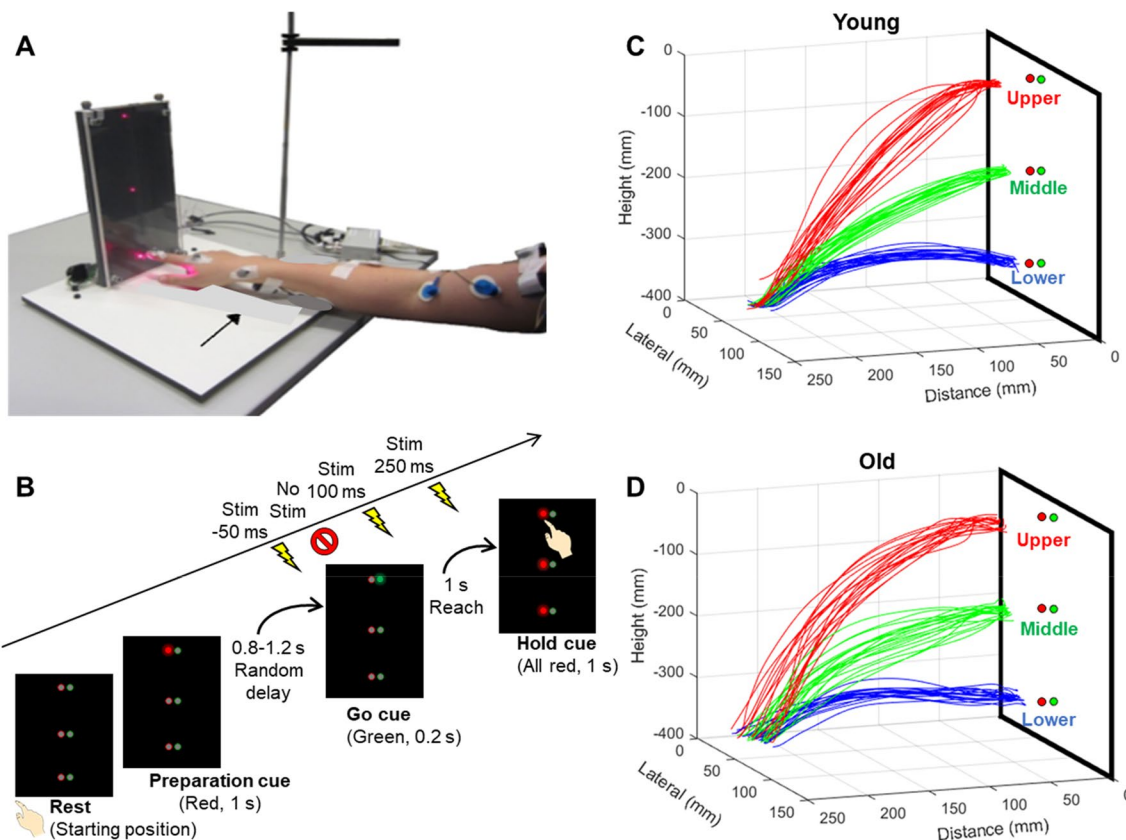 A
B
Stim
-50 ms
No
Stim
Stim
100 ms
Stim
250 ms
0.8-1.2 s
Random
delay
1 s
Reach
Rest
(Starting position)
Preparation cue
(Red, 1 s)
Go cue
(Green, 0.2 s)
Hold cue
(All red, 1 s)
C
Young
0
-100
-200
-300
-400
Height (mm)
0
50
100
150
Lateral (mm)
250
200
150
100
50
0
Distance (mm)
Upper
Middle
Lower
D
Old
0
-100
-200
-300
-400
Height (mm)
0
50
100
150
Lateral (mm)
250
200
150
100
50
0
Distance (mm)
Upper
Middle
Lower